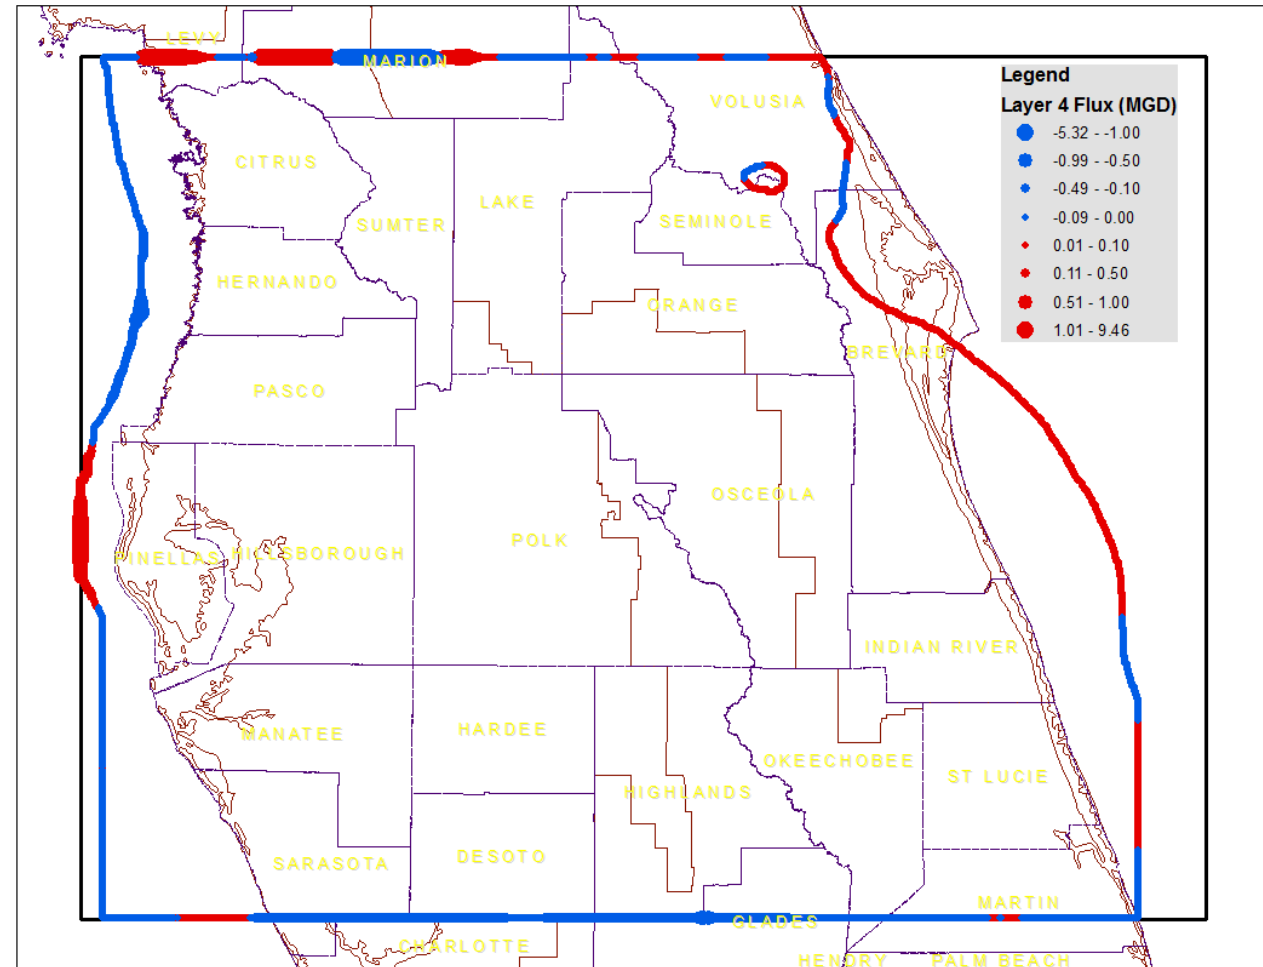 LEVY
MARION
VOLUSIA
Legend
Layer 4 Flux (MGD)
-5.32 - -1.00
-0.99 - -0.50
-0.49 - -0.10
-0.09 - 0.00
0.01 - 0.10
0.11 - 0.50
0.51 - 1.00
1.01 - 9.46
CITRUS
LAKE
SUMTER
SEMINOLE
HERNANDO
ORANGE
BREVARD
PASCO
OSCEOLA
POLK
PINELLAS
HILLSBOROUGH
INDIAN RIVER
MANATEE
HARDEE
OKEECHOBEE
ST LUCIE
HIGHLANDS
SARASOTA
DESOTO
MARTIN
GLADES
CHARLOTTE
HENDRY
PALM BEACH